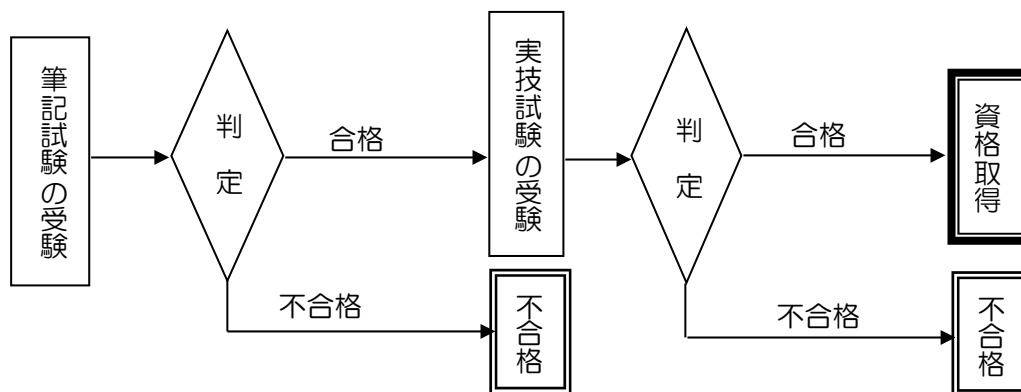 筆記試験の受験
判定
合格
不合格
実技試験の受験
不合格
判定
合格
不合格
資格取得
不合格